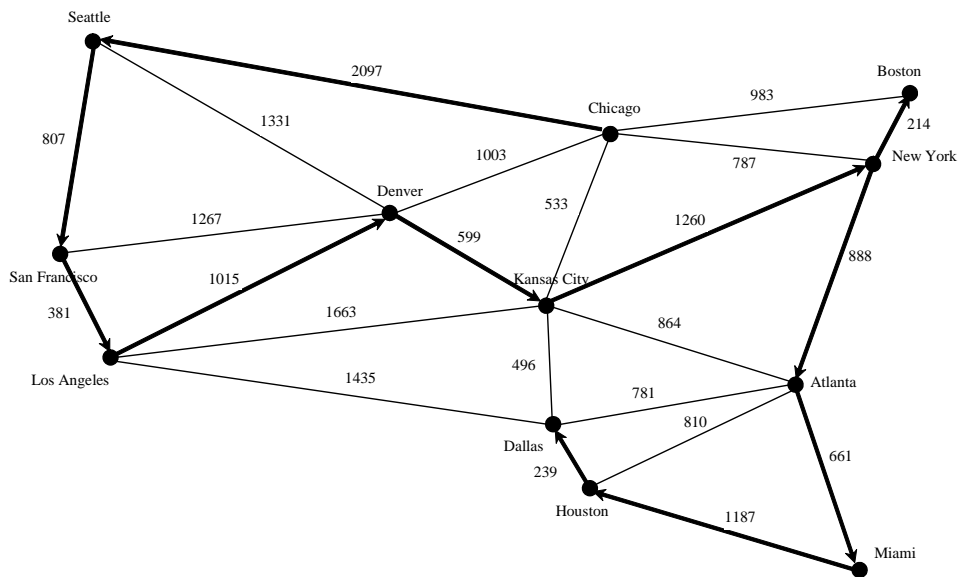 Seattle
2097
Boston
983
Chicago
214
807
1331
1003
787
New York
Denver
1267
533
1260
599
888
San Francisco
1015
Kansas City
381
1663
864
Los Angeles
1435
496
781
Atlanta
810
Dallas
661
239
Houston
1187
Miami